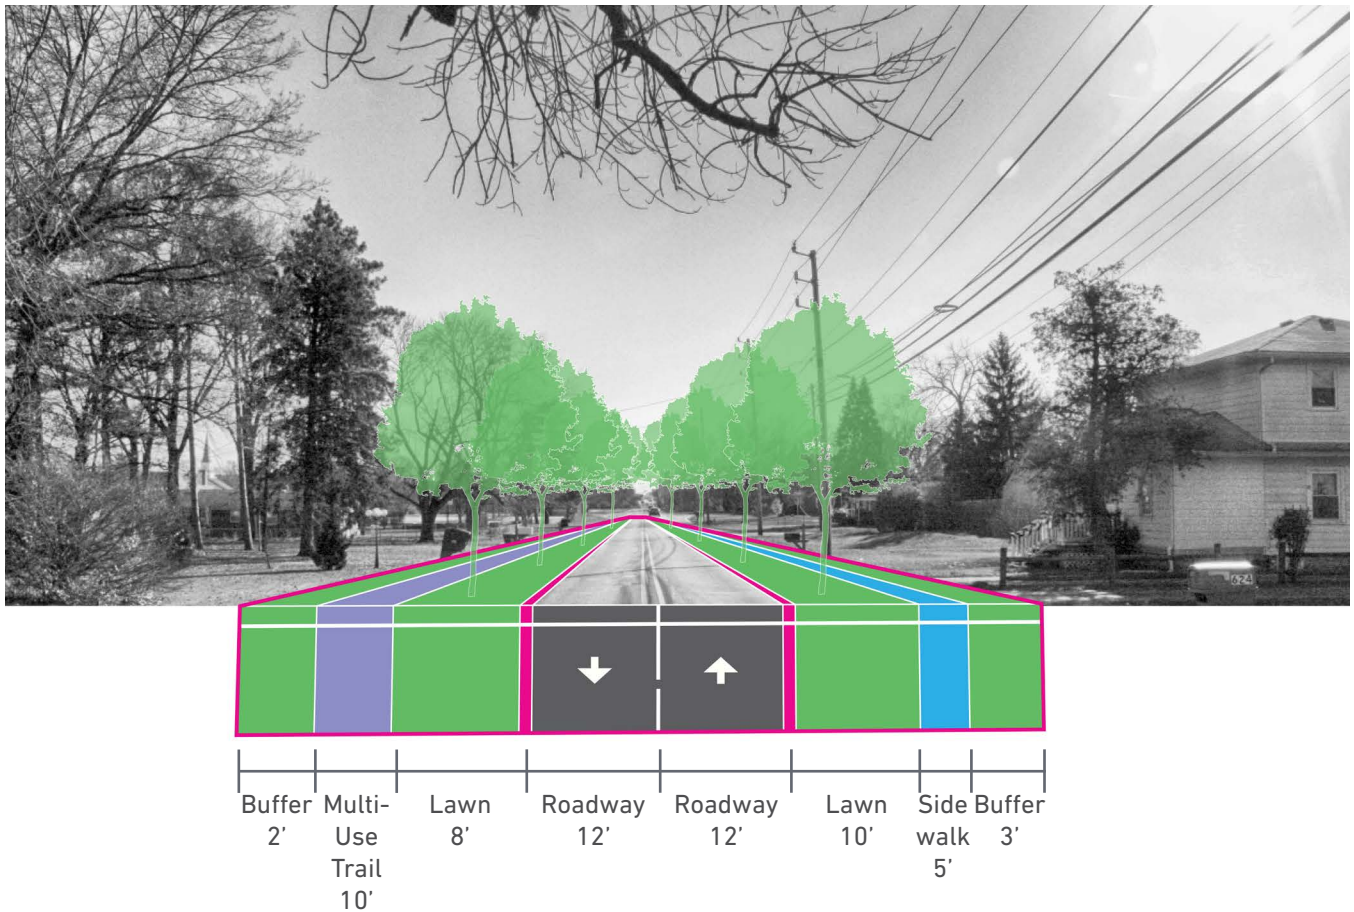 624
Buffer
2’
Multi-
Use
Trail
10’
Lawn
8’
Roadway
12’
Roadway
12’
Lawn
10’
Side
walk
5’
Buffer
3’